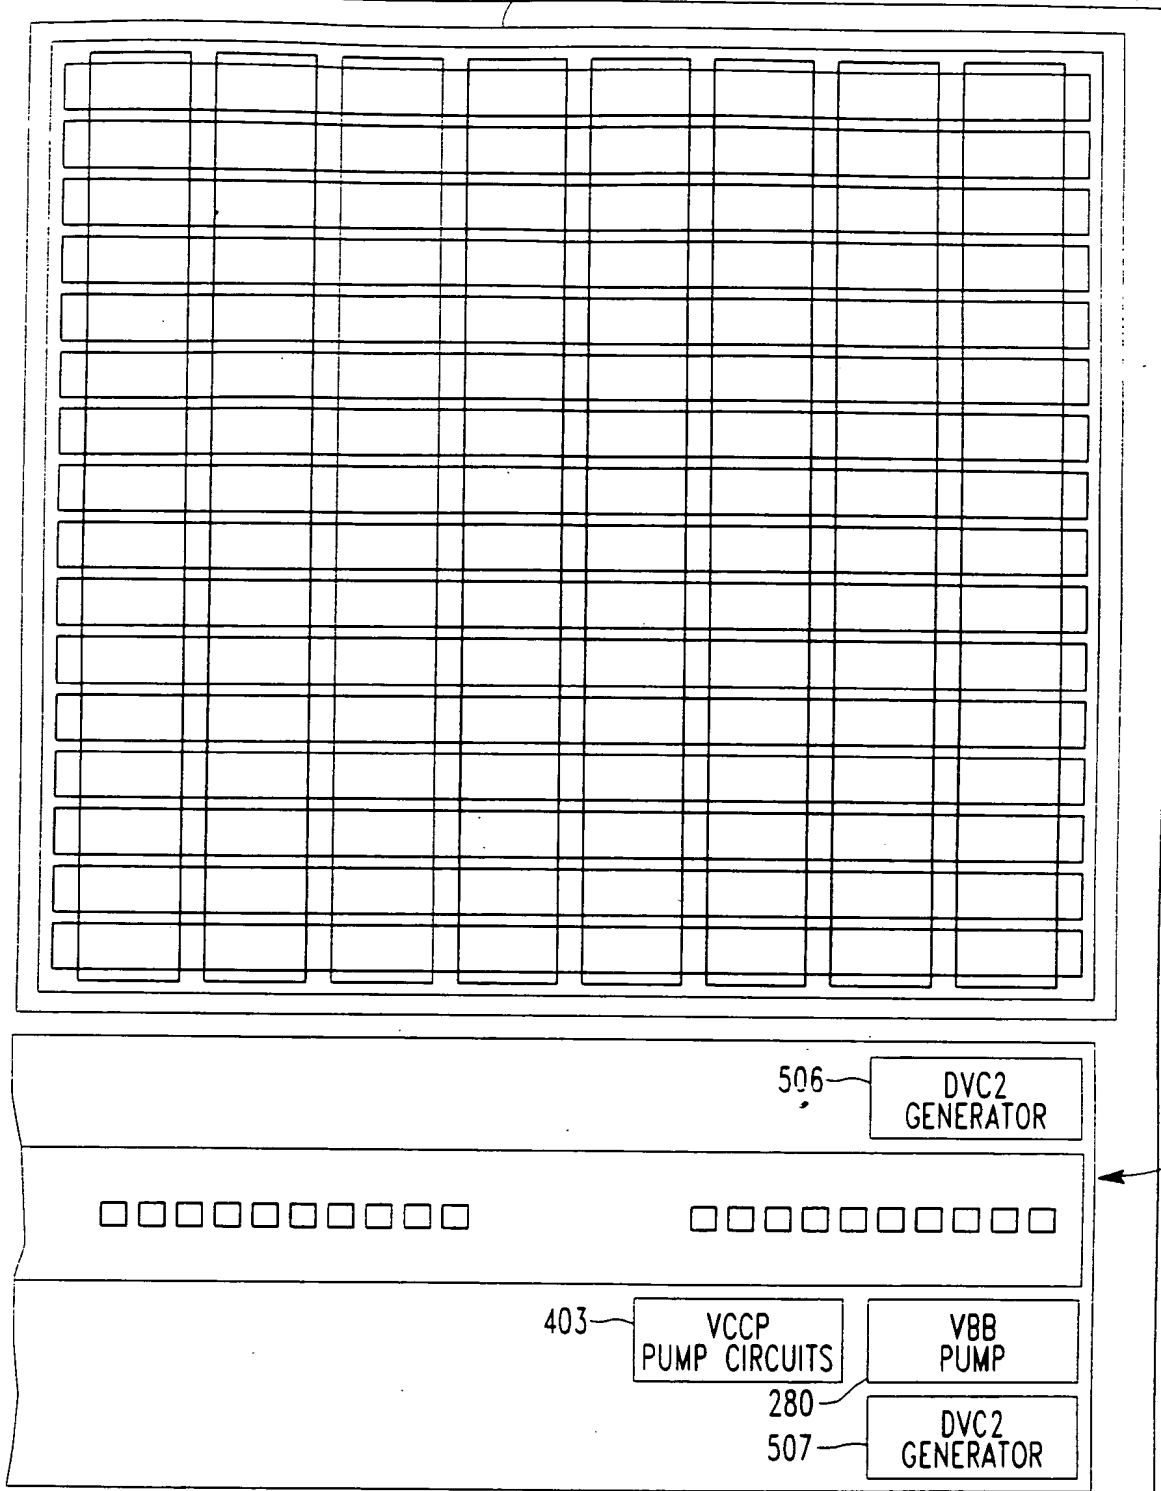 506
DVC2
GENERATOR
403
VCCP
PUMP CIRCUITS
VBB
PUMP
280
507
DVC2
GENERATOR